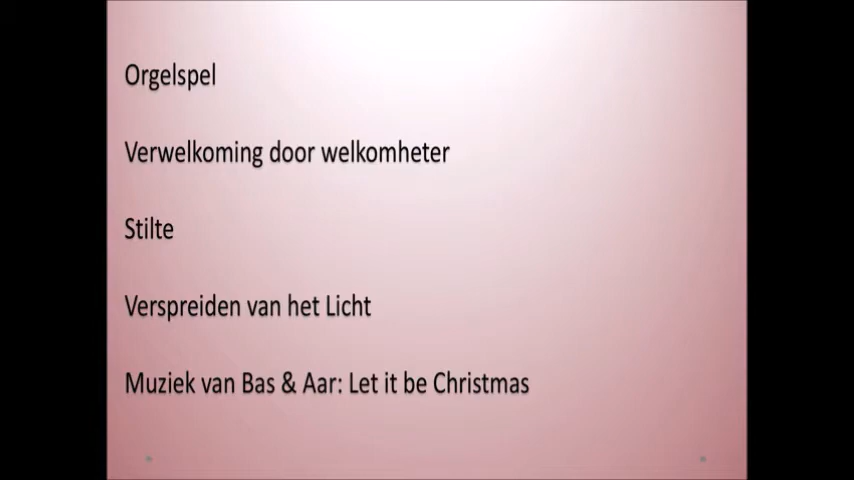 Orgelspel
Verwelkoming door welkomheter
Stilte
Verspreiden van het Licht
Muziek van Bas & Aar: Let it be Christmas